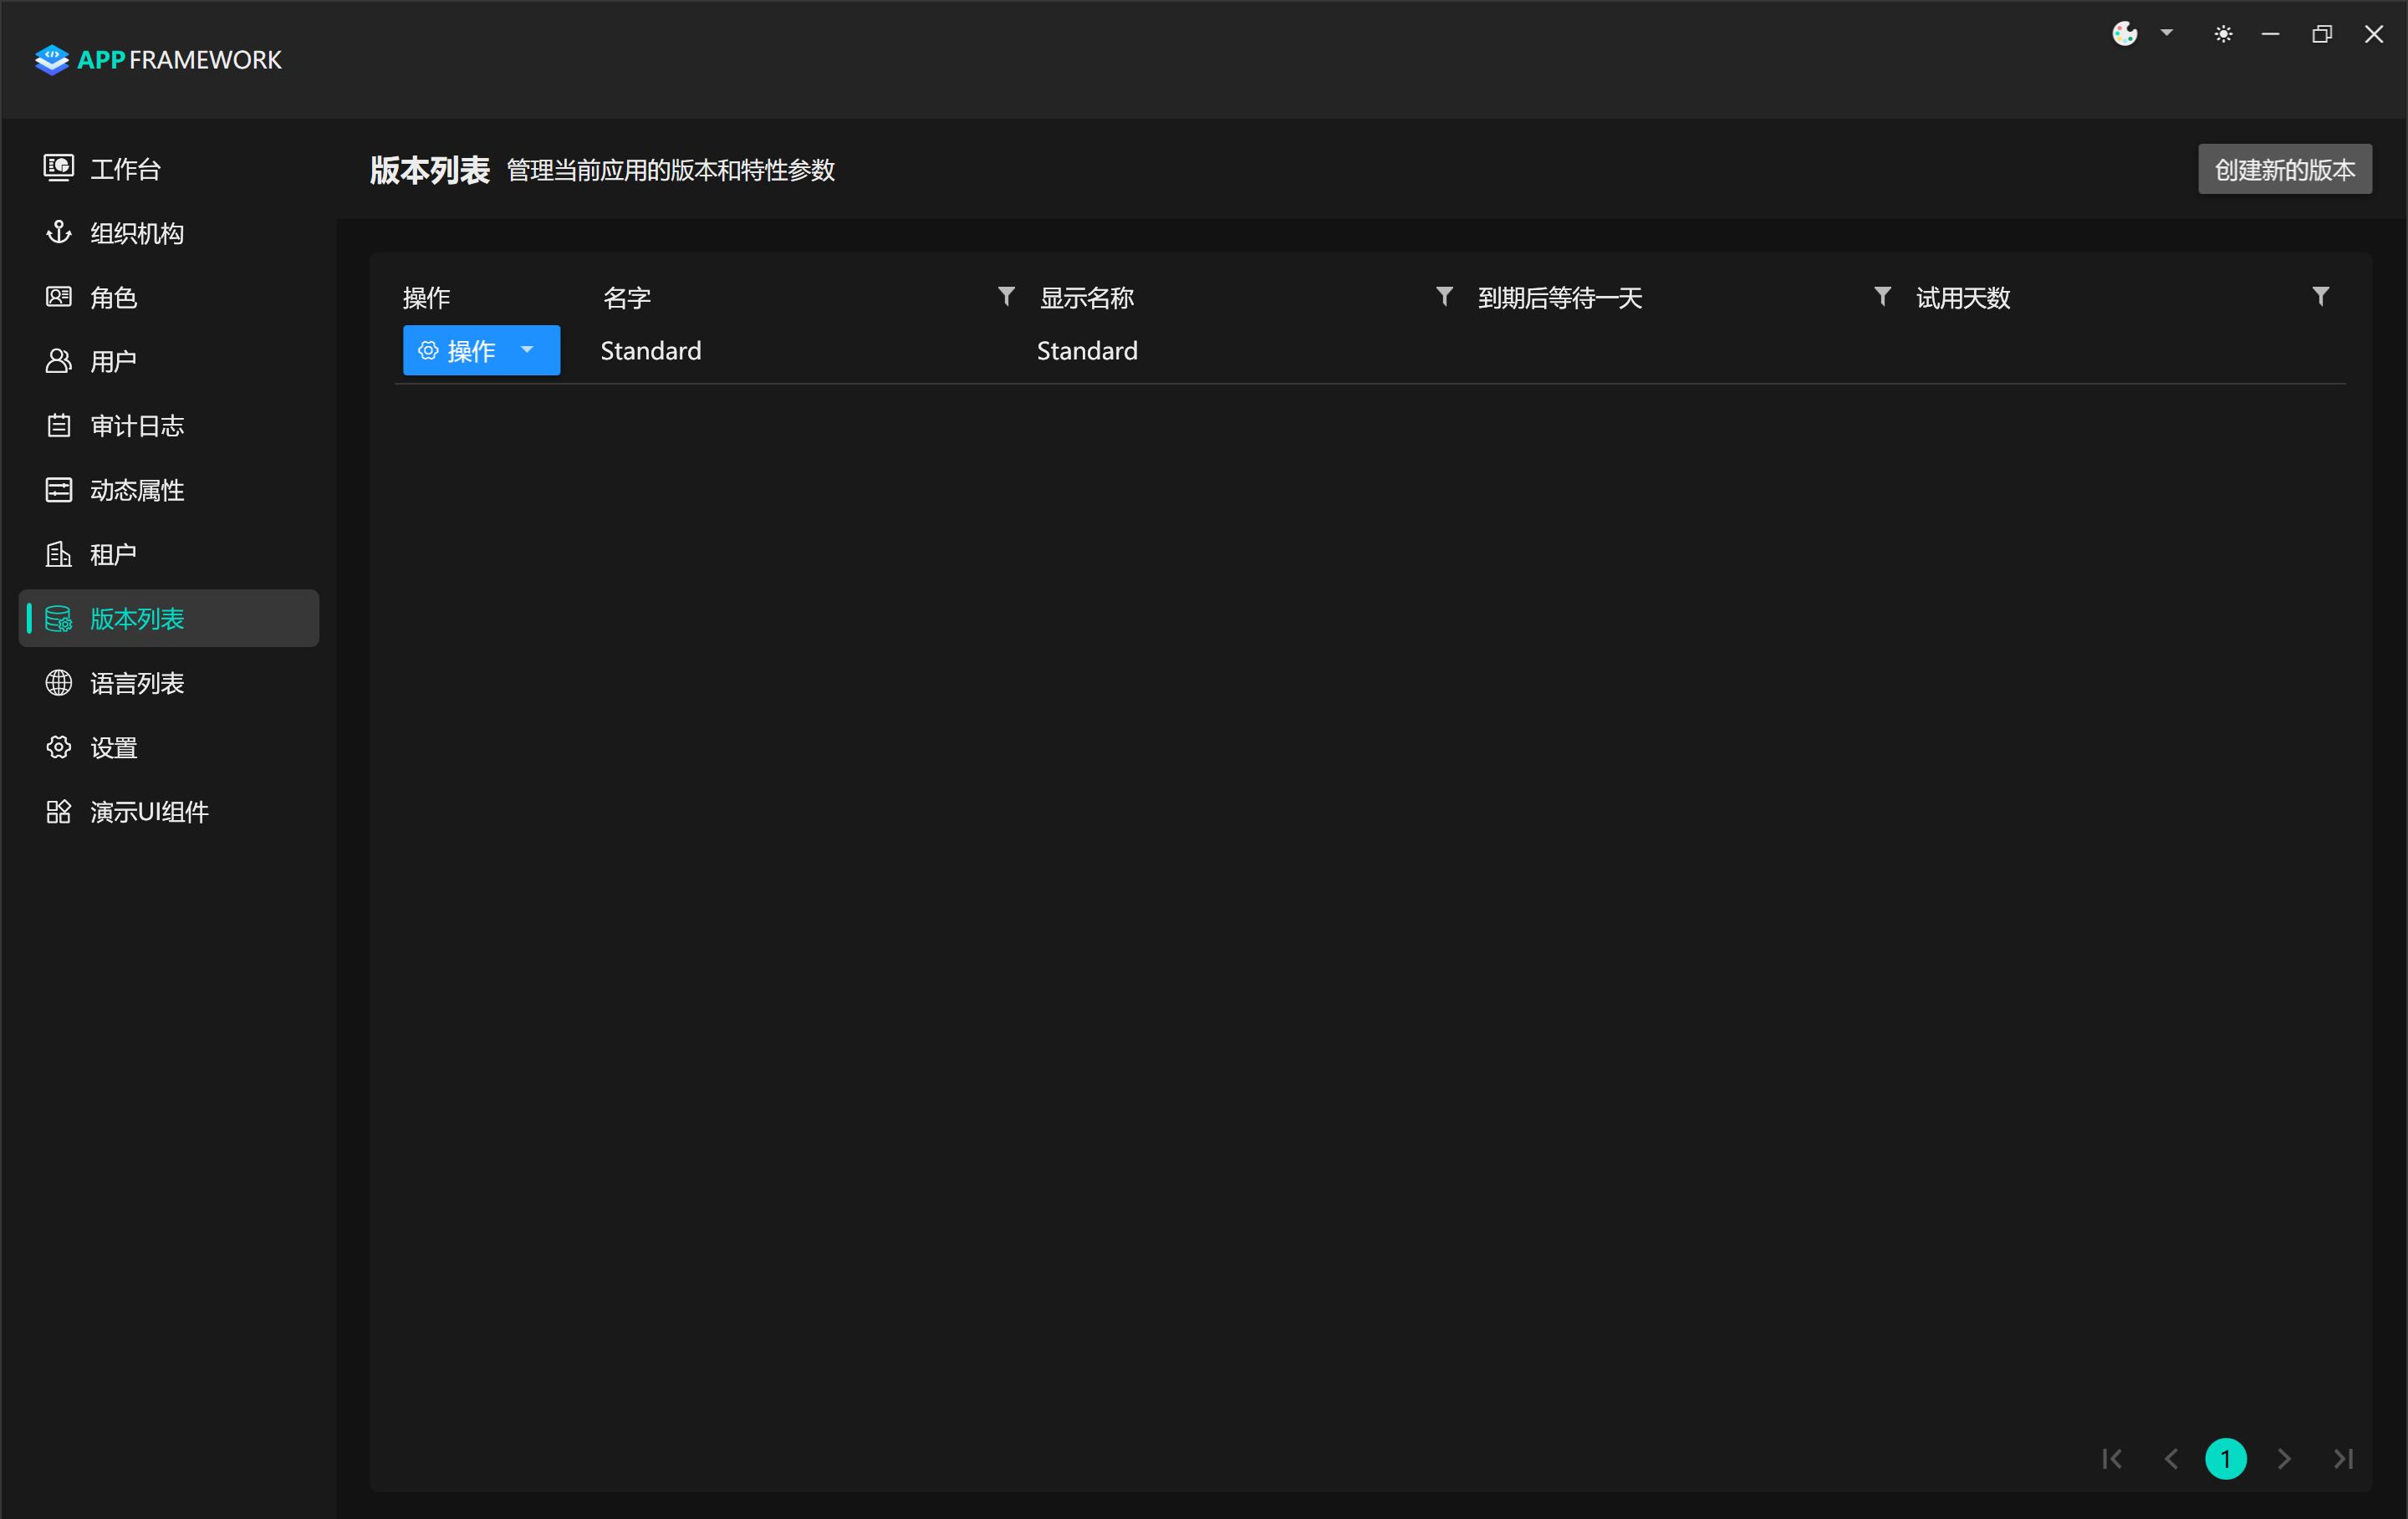 APP FRAMEWORK
工作台
组织机构
角色
用户
审计日志
动态属性
租户
版本列表
语言列表
设置
演示UI组件
版本列表 管理当前应用的版本和特性参数
创建新的版本
操作 名字 显示名称 到期后等待一天 试用天数
操作 Standard Standard
1